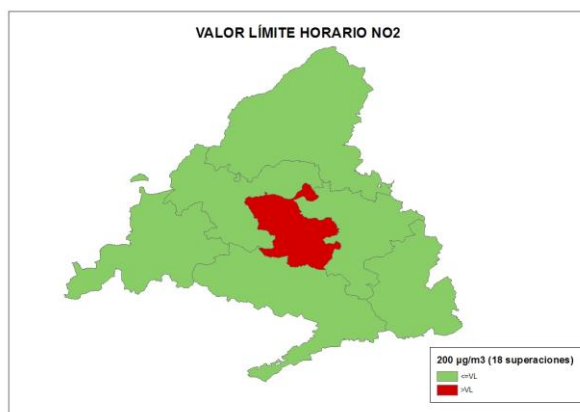 VALOR LÍMITE HORARIO NO2
200 µg/m3 (18 superaciones)
<=VL
>VL